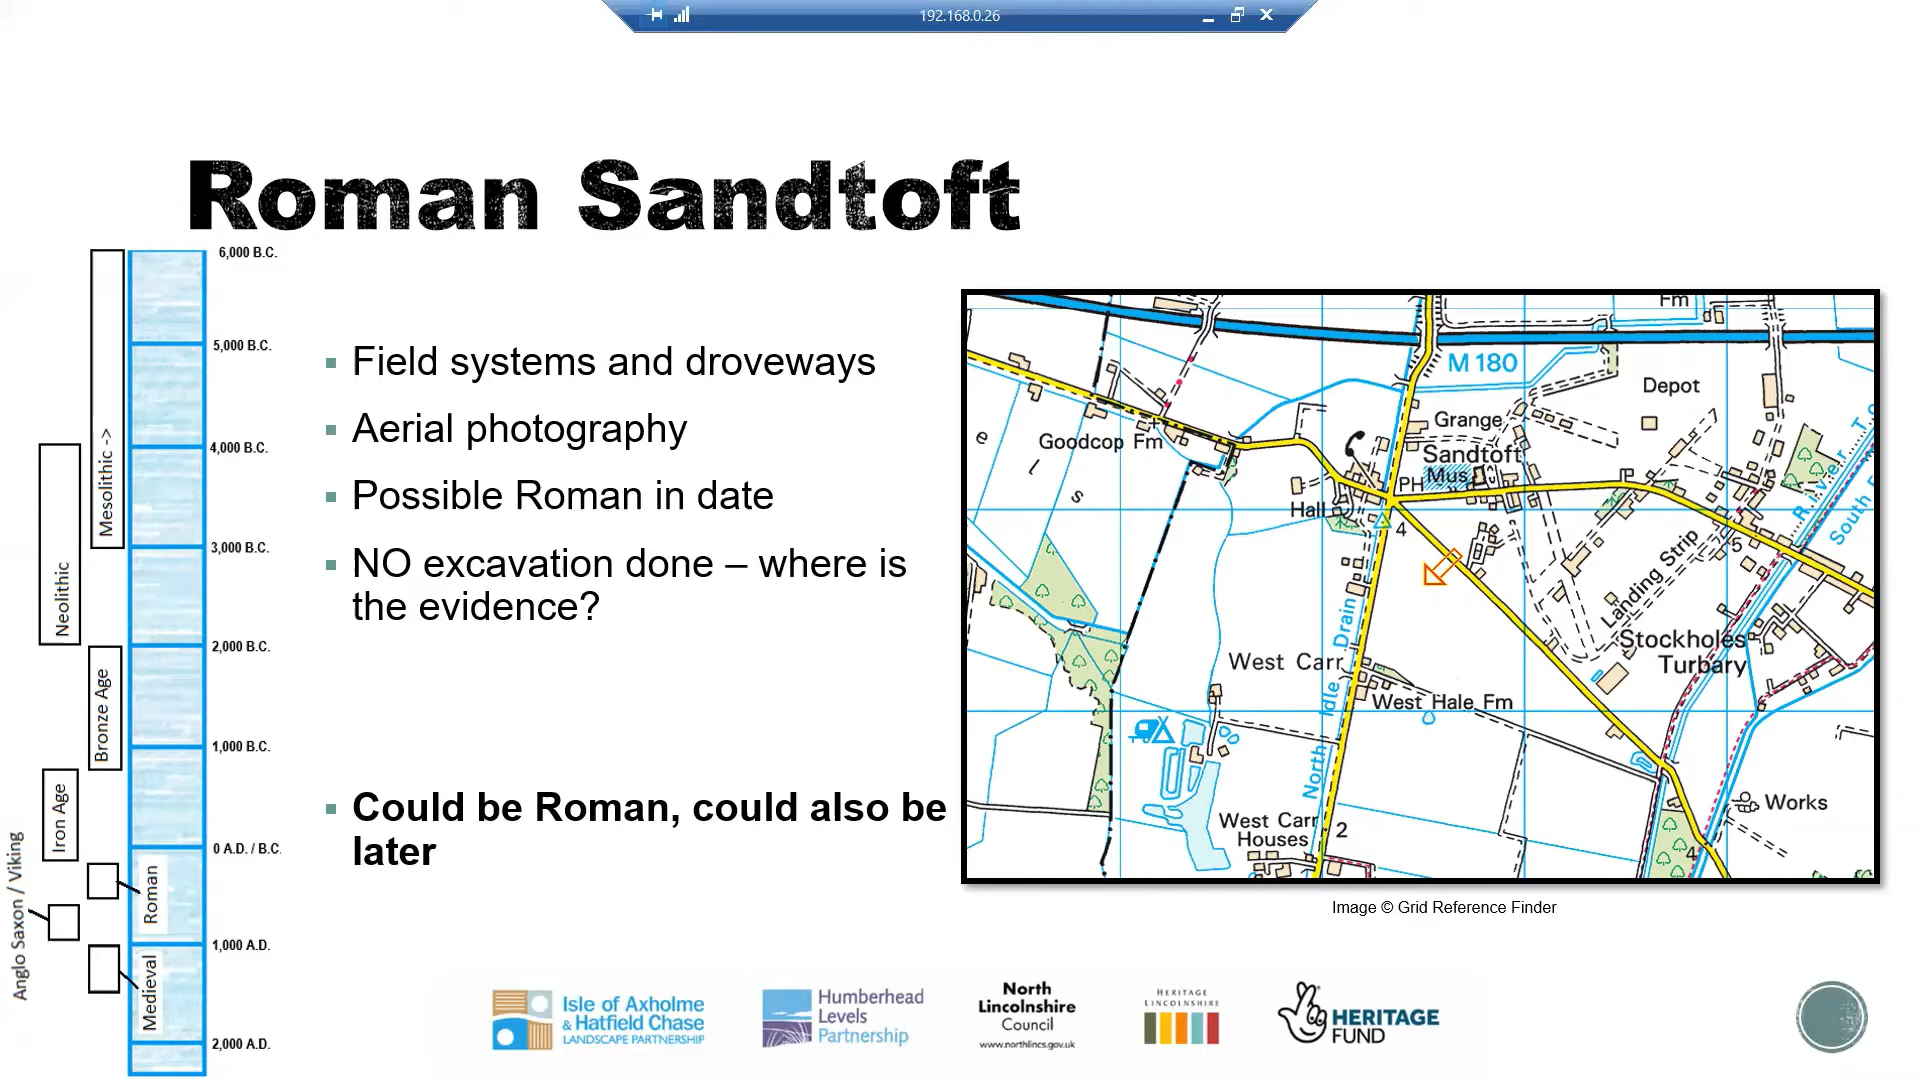 192.168.0.26
Roman Sandtoft
6,000 B.C.
5,000 B.C.
4,000 B.C.
3,000 B.C.
2,000 B.C.
1,000 B.C.
0 A.D. / B.C.
1,000 A.D.
2,000 A.D.
Mesolithic ->
Neolithic
Bronze Age
Iron Age
Roman
Anglo Saxon / Viking
Medieval
Field systems and droveways
Aerial photography
Possible Roman in date
NO excavation done – where is
the evidence?
Could be Roman, could also be
later
Fm
M 180
Depot
Grange
Goodcop Fm
Sandtoft
Mus
PH
e
l
s
Hall
4
5
River To
South E
Landing Strip
Stockholes
Turbary
West Carr
North Idle Drain
West Hale Fm
Works
West Carr
Houses
2
6
4
Image © Grid Reference Finder
Isle of Axholme
& Hatfield Chase
LANDSCAPE PARTNERSHIP
Humberhead
Levels
Partnership
North
Lincolnshire
Council
www.northlincs.gov.uk
HERITAGE
LINCOLNSHIRE
HERITAGE
FUND